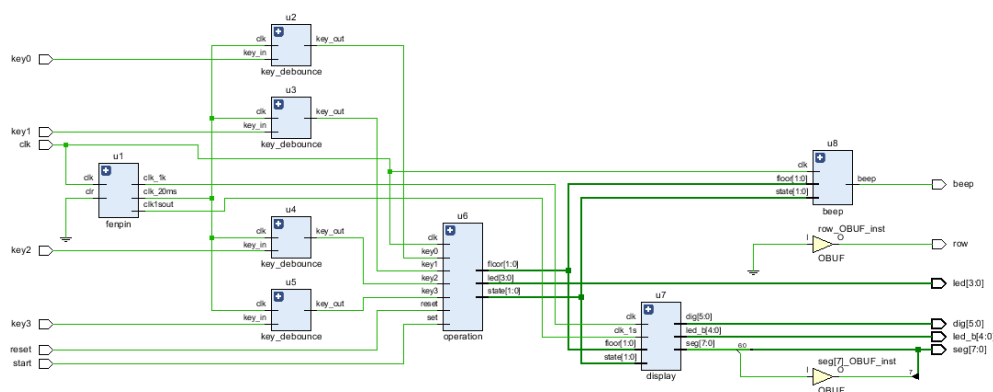 u2
clk
key_in
key_out
key_debounce
key0
u3
clk
key_in
key_out
key_debounce
key1
clk
u1
clk
clr
clk_1k
clk_20ms
clk1sout
fenpin
u4
clk
key_in
key_out
key_debounce
key2
u5
clk
key_in
key_out
key_debounce
key3
reset
start
u6
clk
key0
key1
key2
key3
reset
set
floor[1:0]
led[3:0]
state[1:0]
operation
u8
clk
floor[1:0]
state[1:0]
beep
beep
beep
row_OBUF_inst
I
O
OBUF
row
led[3:0]
u7
clk
clk_1s
floor[1:0]
state[1:0]
dig[5:0]
led_b[4:0]
seg[7:0]
display
6:0
seg[7]_OBUF_inst
I
O
OBUF
7
dig[5:0]
led_b[4:0]
seg[7:0]